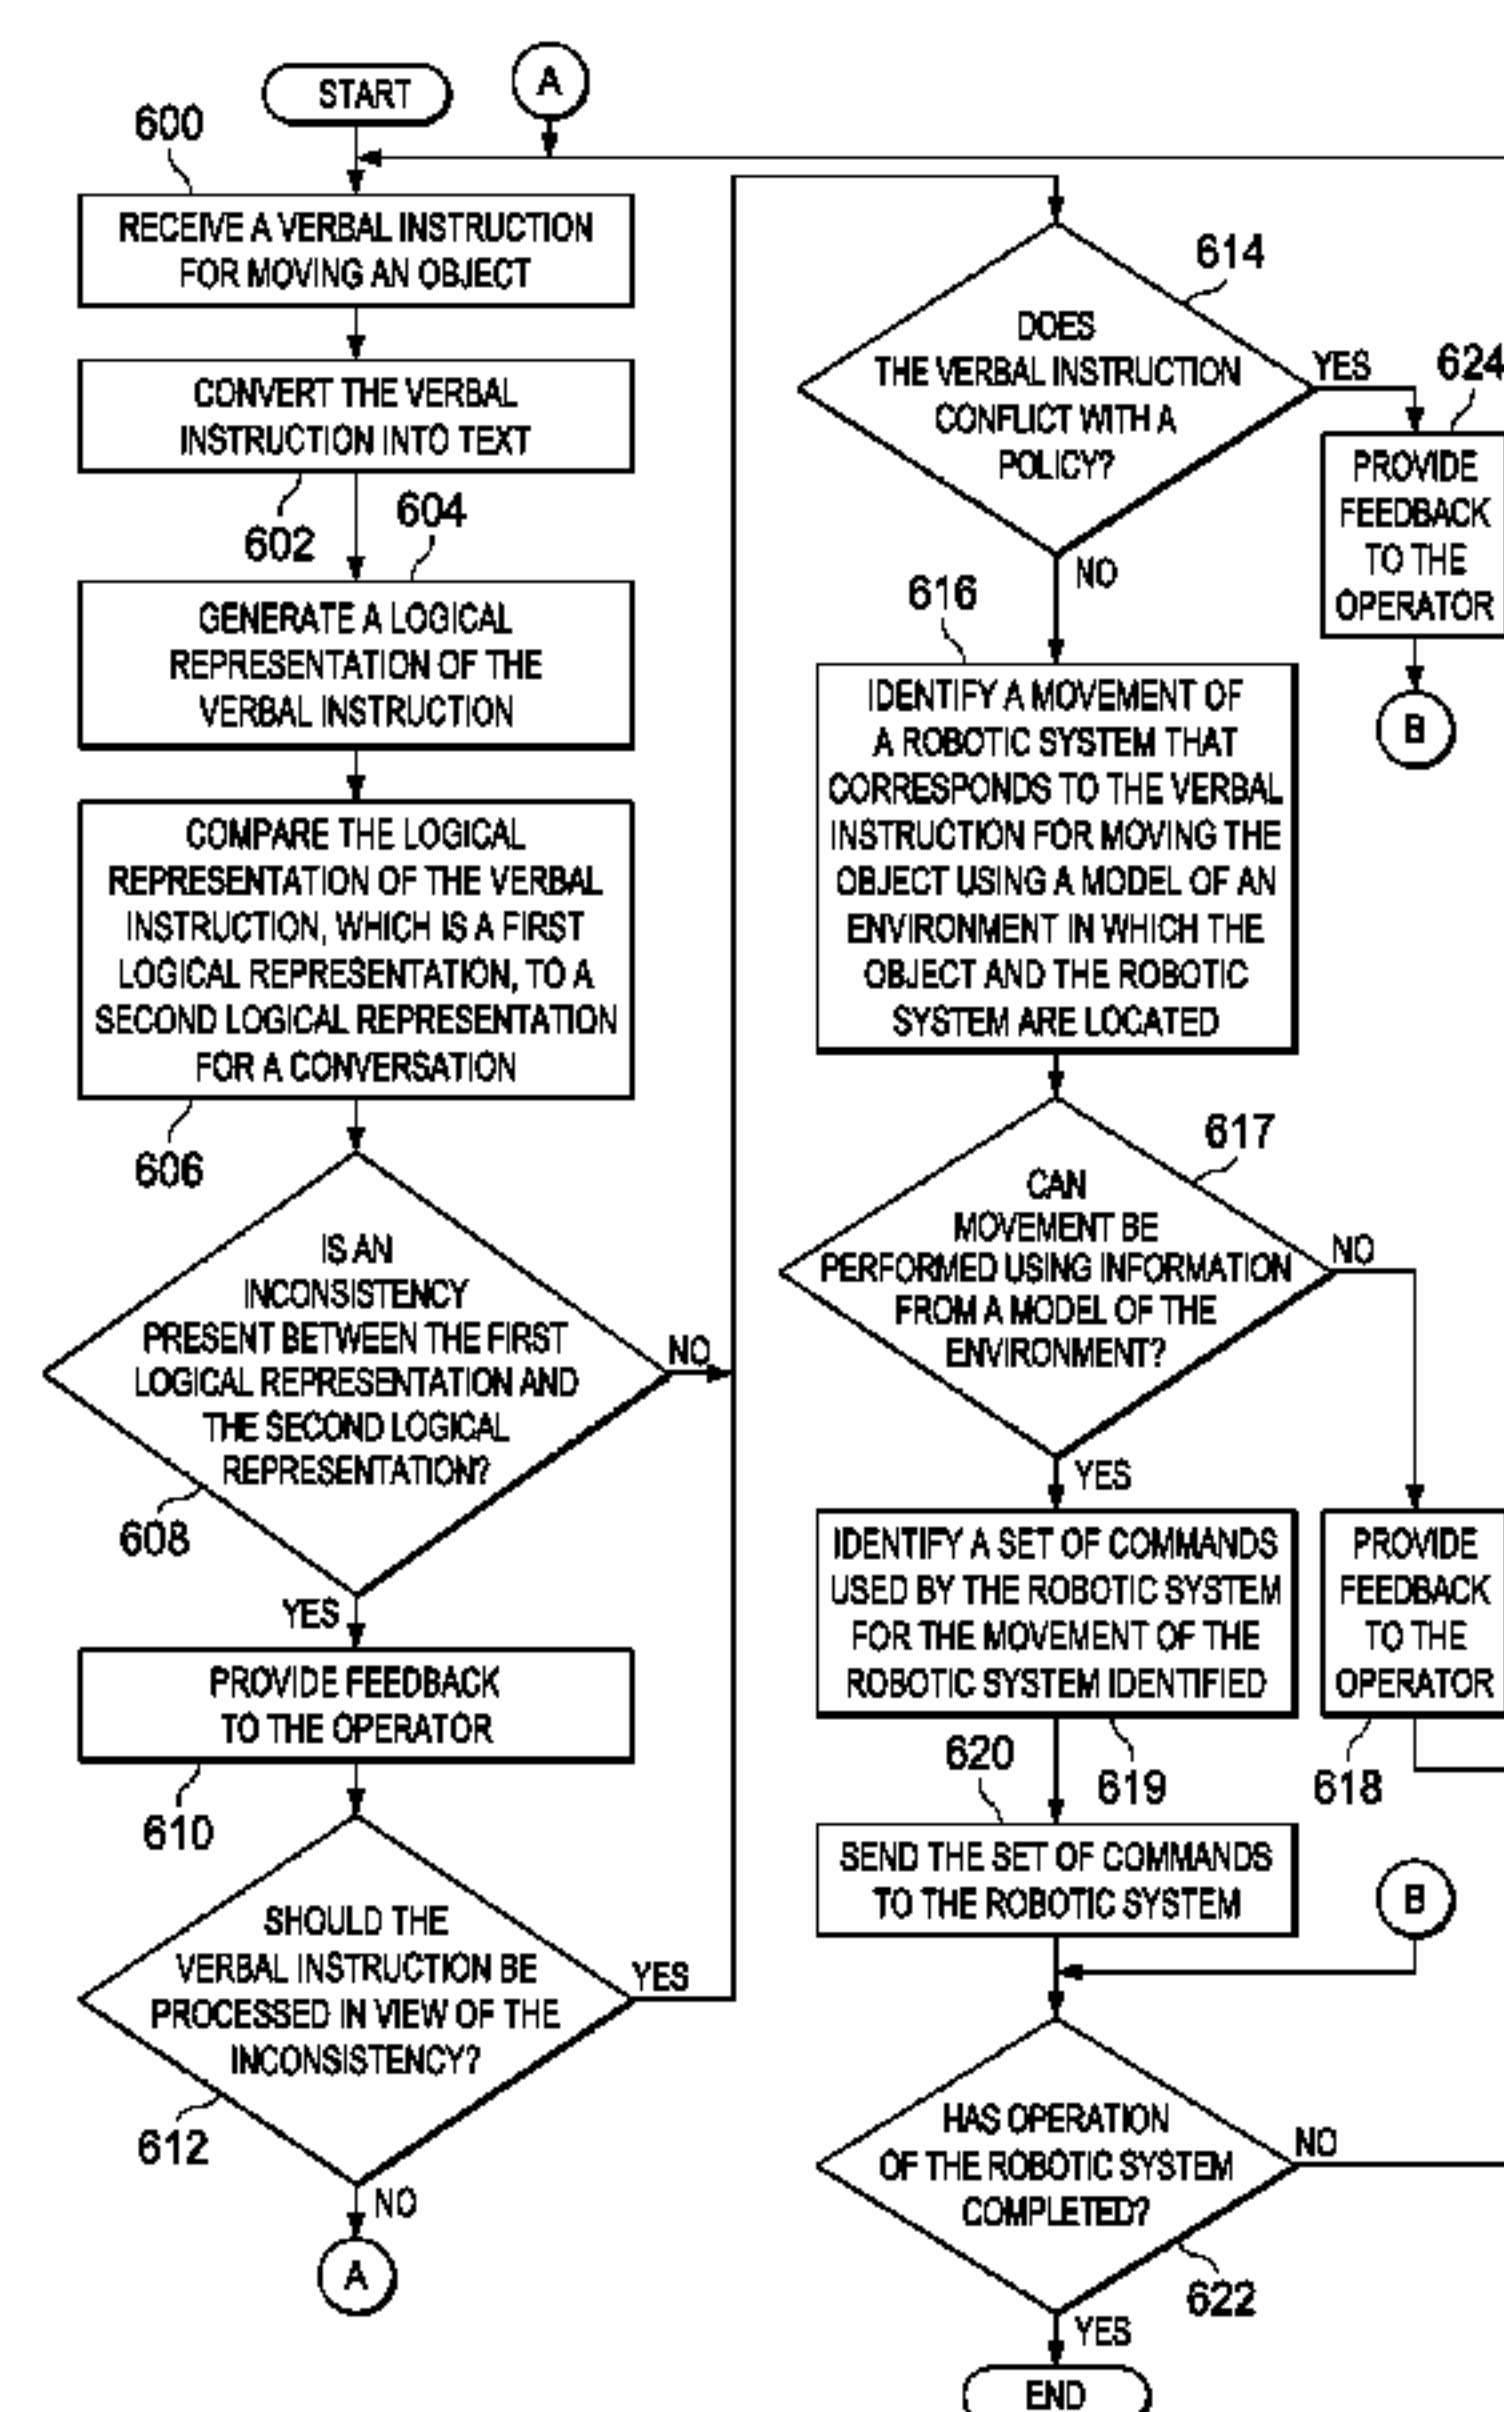 START
A
600
RECEIVE A VERBAL INSTRUCTION
FOR MOVING AN OBJECT
CONVERT THE VERBAL
INSTRUCTION INTO TEXT
602
604
GENERATE A LOGICAL
REPRESENTATION OF THE
VERBAL INSTRUCTION
COMPARE THE LOGICAL
REPRESENTATION OF THE VERBAL
INSTRUCTION, WHICH IS A FIRST
LOGICAL REPRESENTATION, TO A
SECOND LOGICAL REPRESENTATION
FOR A CONVERSATION
606
IS AN
INCONSISTENCY
PRESENT BETWEEN THE FIRST
LOGICAL REPRESENTATION AND
THE SECOND LOGICAL
REPRESENTATION?
NO
608
YES
PROVIDE FEEDBACK
TO THE OPERATOR
610
SHOULD THE
VERBAL INSTRUCTION BE
PROCESSED IN VIEW OF THE
INCONSISTENCY?
YES
612
NO
A
614
DOES
THE VERBAL INSTRUCTION
CONFLICT WITH A
POLICY?
YES
624
PROVIDE
FEEDBACK
TO THE
OPERATOR
B
NO
616
IDENTIFY A MOVEMENT OF
A ROBOTIC SYSTEM THAT
CORRESPONDS TO THE VERBAL
INSTRUCTION FOR MOVING THE
OBJECT USING A MODEL OF AN
ENVIRONMENT IN WHICH THE
OBJECT AND THE ROBOTIC
SYSTEM ARE LOCATED
617
CAN
MOVEMENT BE
PERFORMED USING INFORMATION
FROM A MODEL OF THE
ENVIRONMENT?
NO
YES
IDENTIFY A SET OF COMMANDS
USED BY THE ROBOTIC SYSTEM
FOR THE MOVEMENT OF THE
ROBOTIC SYSTEM IDENTIFIED
PROVIDE
FEEDBACK
TO THE
OPERATOR
620
619
618
SEND THE SET OF COMMANDS
TO THE ROBOTIC SYSTEM
B
HAS OPERATION
OF THE ROBOTIC SYSTEM
COMPLETED?
NO
622
YES
END